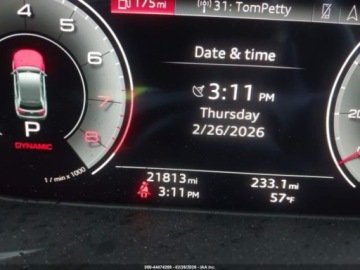 175 mi
31: TomPetty
Date & time
3:11 PM
Thursday
2/26/2026
4
5
6
7
8
P
DYNAMIC
1 / min x 1000
21813 mi
233.1 mi
3:11 PM
57°F